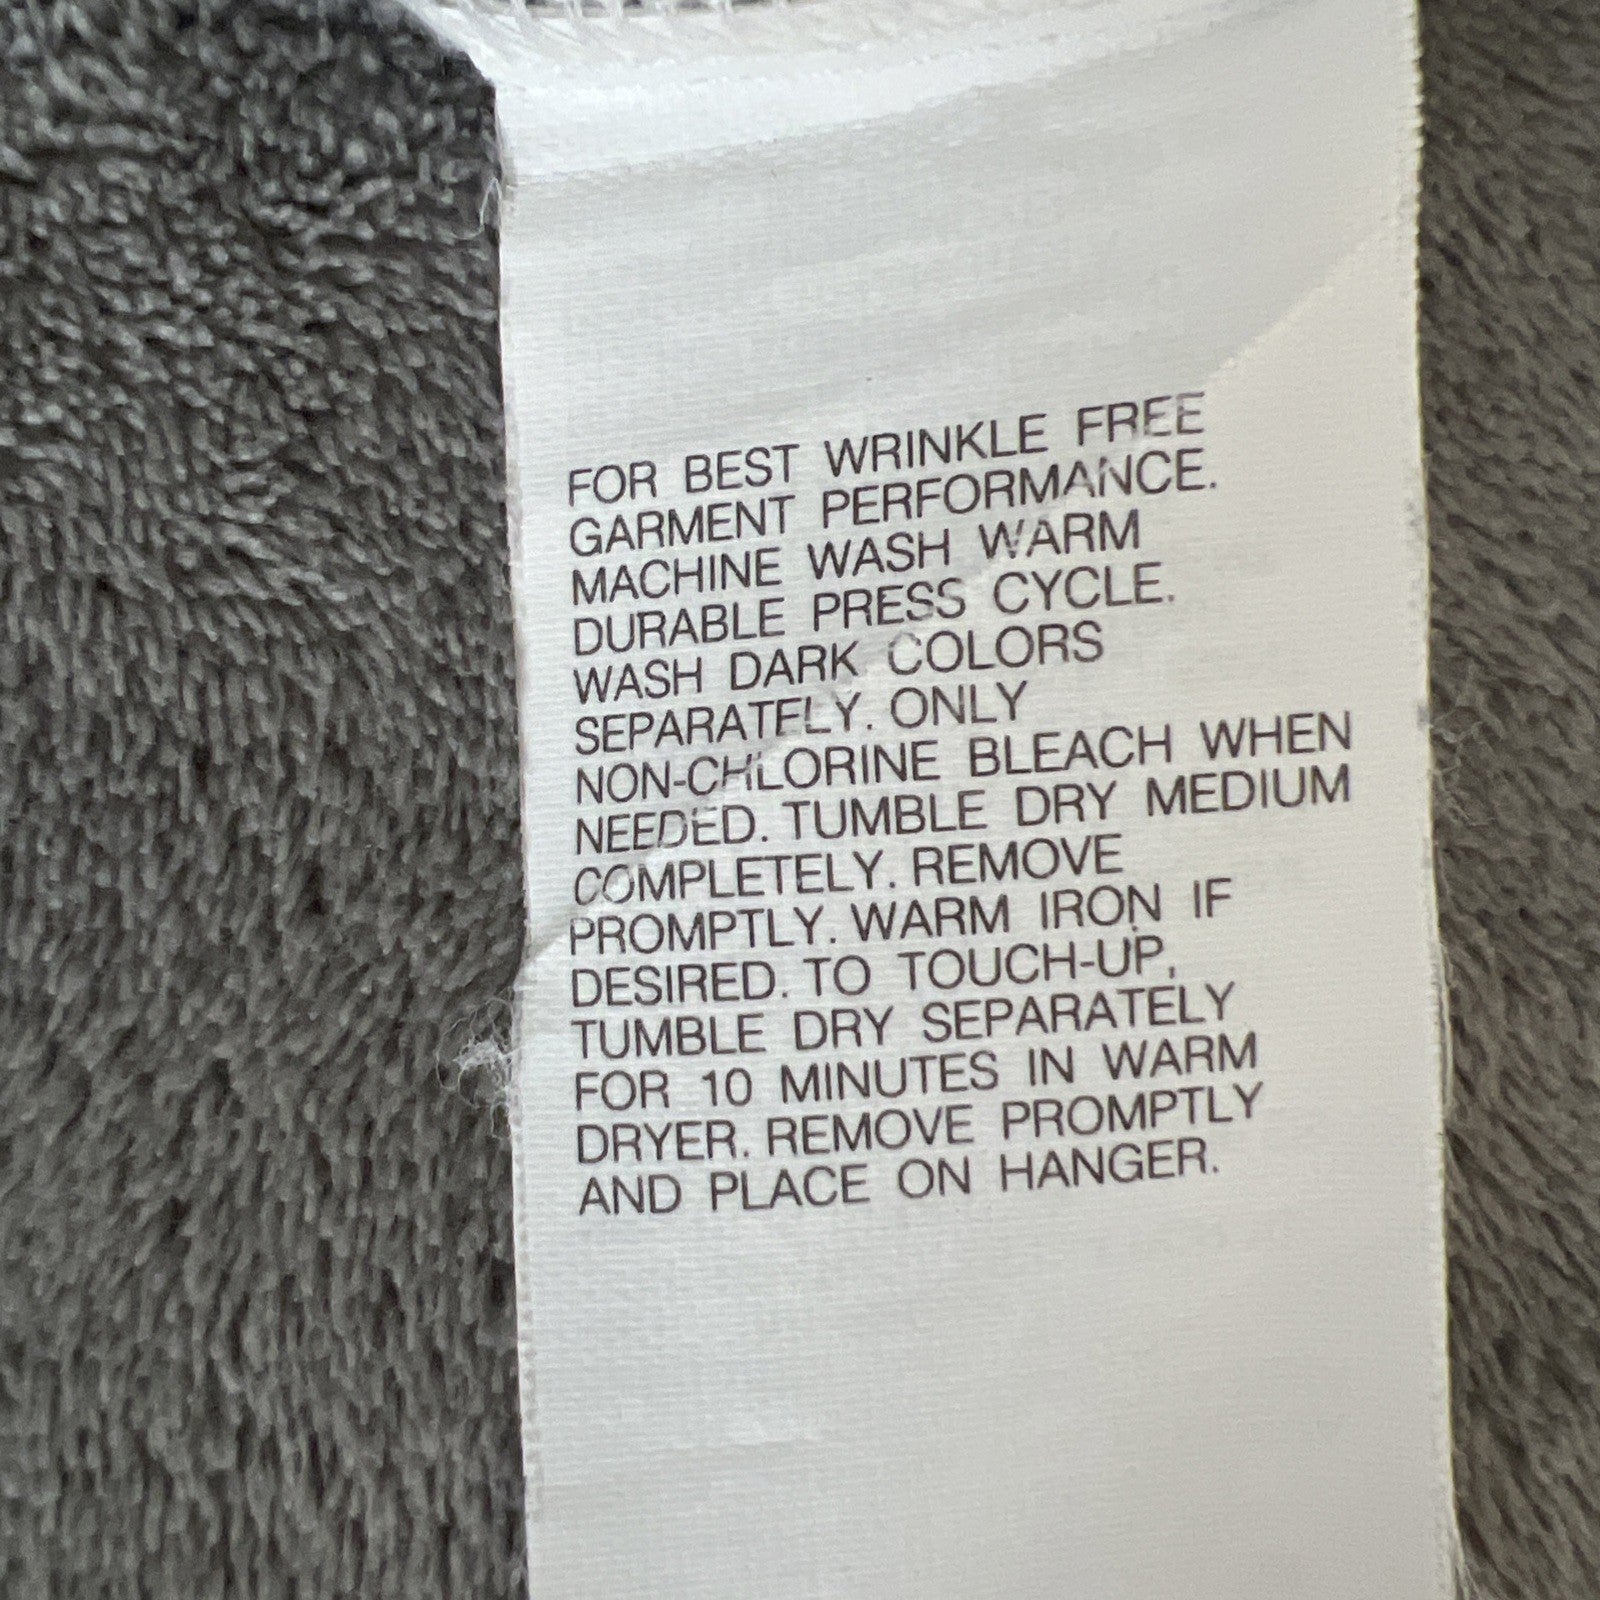 FOR BEST WRINKLE FREE
GARMENT PERFORMANCE.
MACHINE WASH WARM
DURABLE PRESS CYCLE.
WASH DARK COLORS
SEPARATELY. ONLY
NON-CHLORINE BLEACH WHEN
NEEDED. TUMBLE DRY MEDIUM
COMPLETELY. REMOVE
PROMPTLY. WARM IRON IF
DESIRED. TO TOUCH-UP,
TUMBLE DRY SEPARATELY
FOR 10 MINUTES IN WARM
DRYER. REMOVE PROMPTLY
AND PLACE ON HANGER.